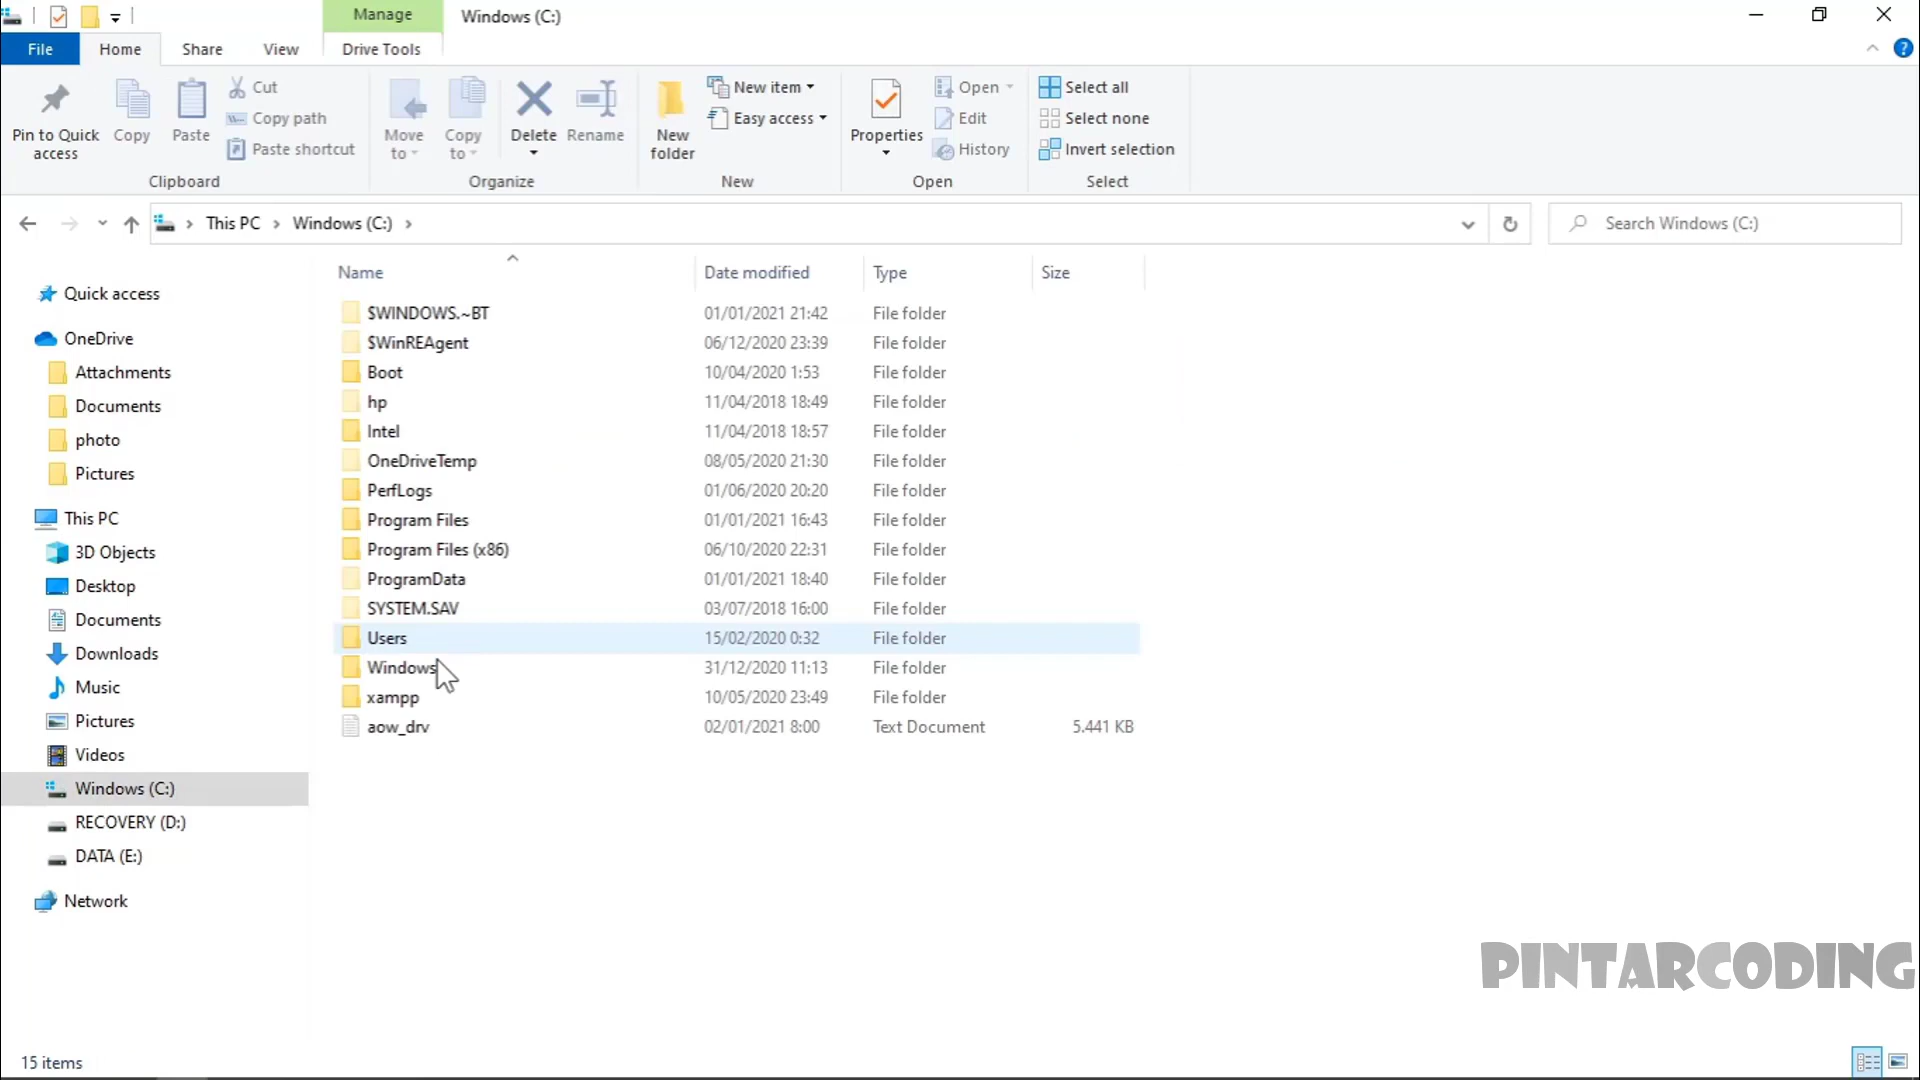 Manage
Windows (C:)
File
Home
Share
View
Drive Tools
Pin to Quick access
Copy
Paste
Cut
Copy path
Paste shortcut
Clipboard
Move to
Copy to
Delete
Rename
Organize
New folder
New item
Easy access
New
Properties
Open
Edit
History
Open
Select all
Select none
Invert selection
Select
This PC > Windows (C:) >
Search Windows (C:)
Quick access
OneDrive
Attachments
Documents
photo
Pictures
This PC
3D Objects
Desktop
Documents
Downloads
Music
Pictures
Videos
Windows (C:)
RECOVERY (D:)
DATA (E:)
Network
Name Date modified Type Size
$WINDOWS.~BT 01/01/2021 21:42 File folder
$WinREAgent 06/12/2020 23:39 File folder
Boot 10/04/2020 1:53 File folder
hp 11/04/2018 18:49 File folder
Intel 11/04/2018 18:57 File folder
OneDriveTemp 08/05/2020 21:30 File folder
PerfLogs 01/06/2020 20:20 File folder
Program Files 01/01/2021 16:43 File folder
Program Files (x86) 06/10/2020 22:31 File folder
ProgramData 01/01/2021 18:40 File folder
SYSTEM.SAV 03/07/2018 16:00 File folder
Users 15/02/2020 0:32 File folder
Windows 31/12/2020 11:13 File folder
xampp 10/05/2020 23:49 File folder
aow_drv 02/01/2021 8:00 Text Document 5.441 KB
PINTARCODING
15 items